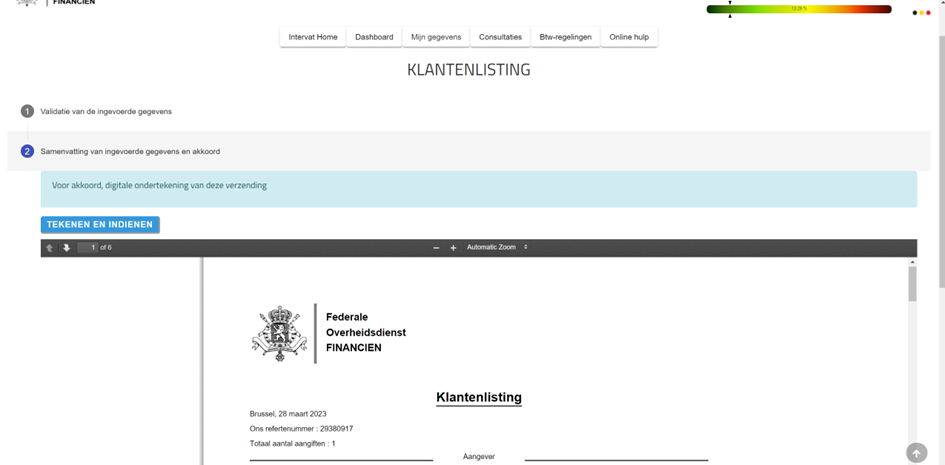 FINANCIEN
13.29 %
Intervat Home Dashboard Mijn gegevens Consultaties Btw-regelingen Online hulp
KLANTENLISTING
1 Validatie van de ingevoerde gegevens
2 Samenvatting van ingevoerde gegevens en akkoord
Voor akkoord, digitale ondertekening van deze verzending
TEKENEN EN INDIENEN
1 of 6 Automatic Zoom
Federale
Overheidsdienst
FINANCIEN
Klantenlisting
Brussel, 28 maart 2023
Ons refertenummer : 29380917
Totaal aantal aangiften : 1
Aangever